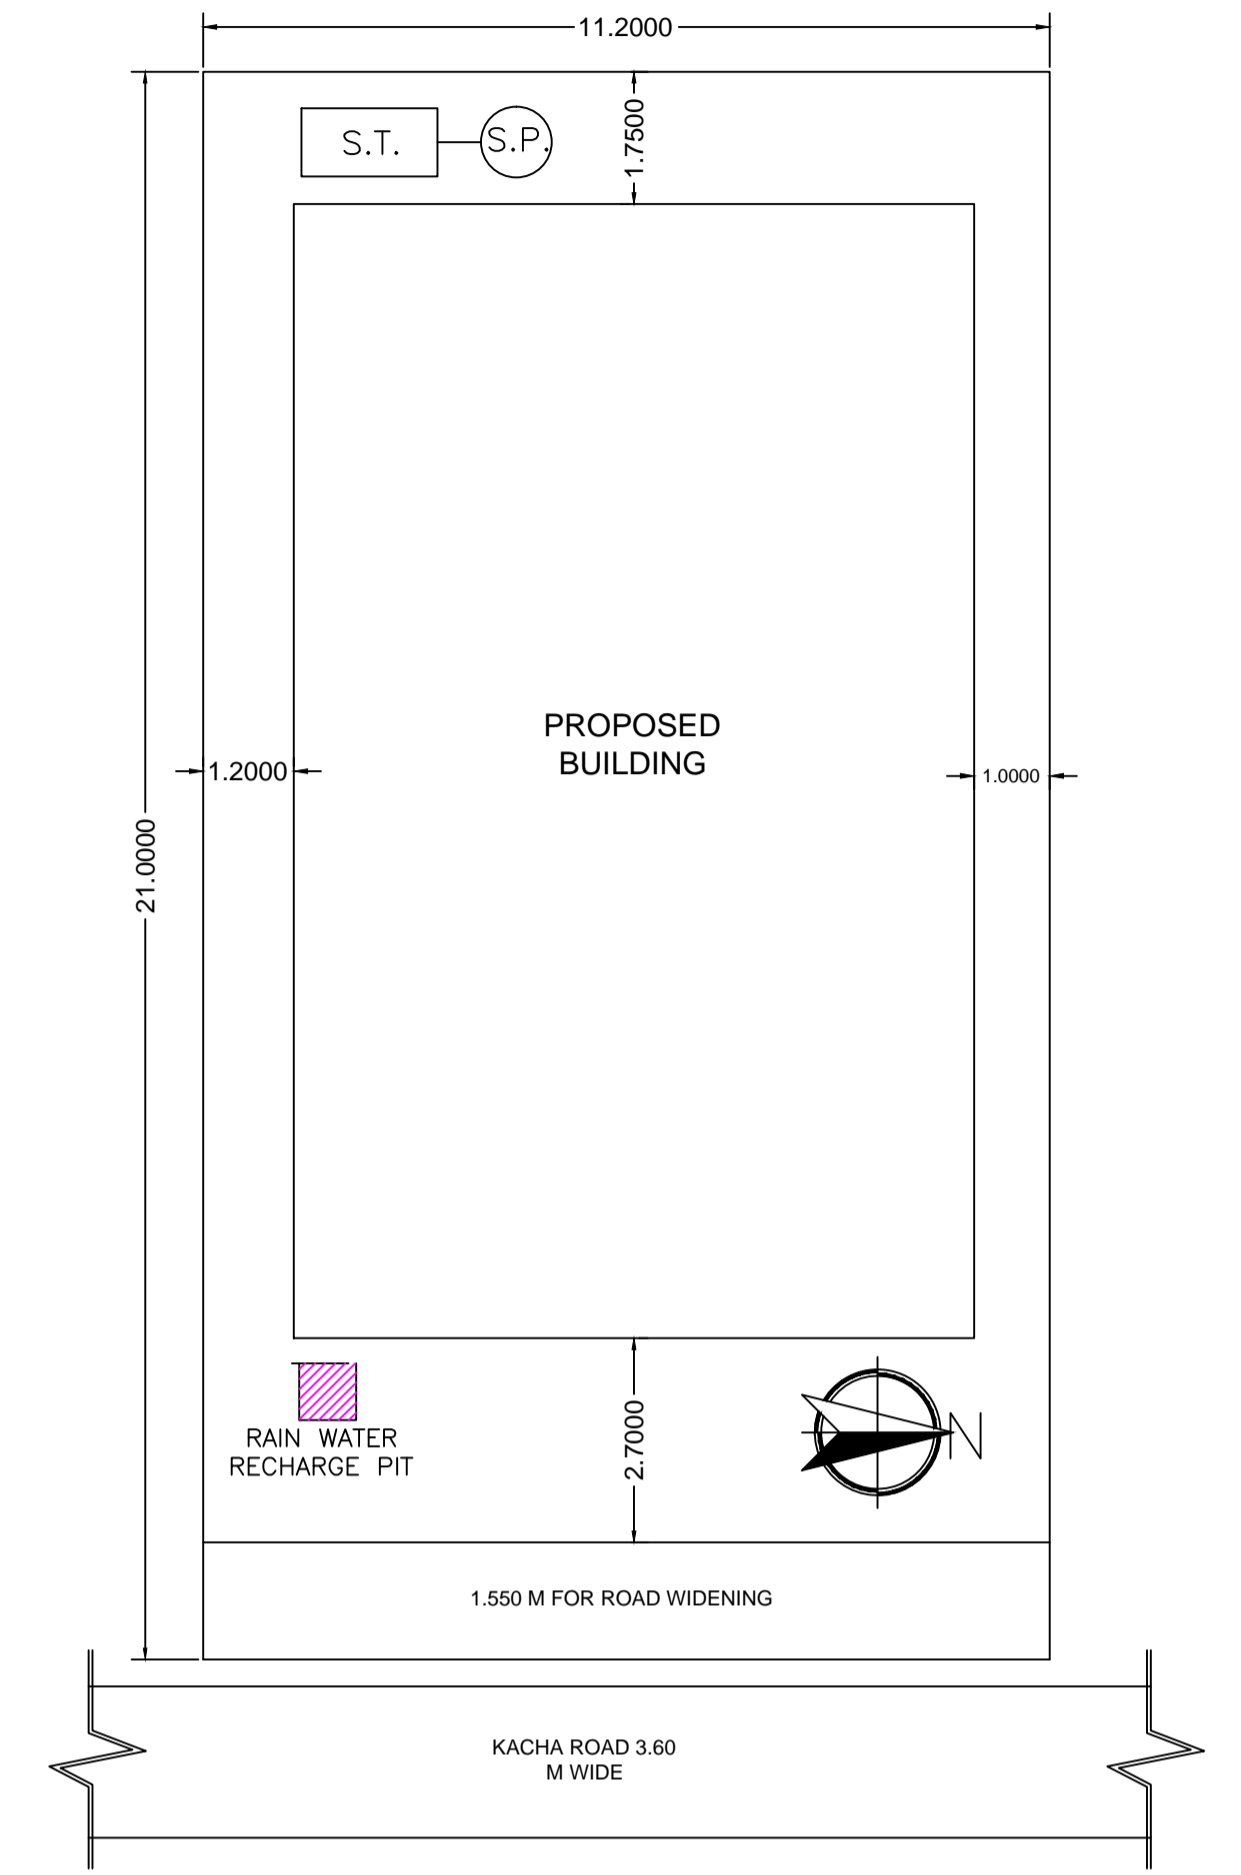 11.2000
S.T.
S.P.
1.7500
PROPOSED
BUILDING
1.2000
1.0000
21.0000
RAIN WATER
RECHARGE PIT
2.7000
N
1.550 M FOR ROAD WIDENING
KACHA ROAD 3.60
M WIDE